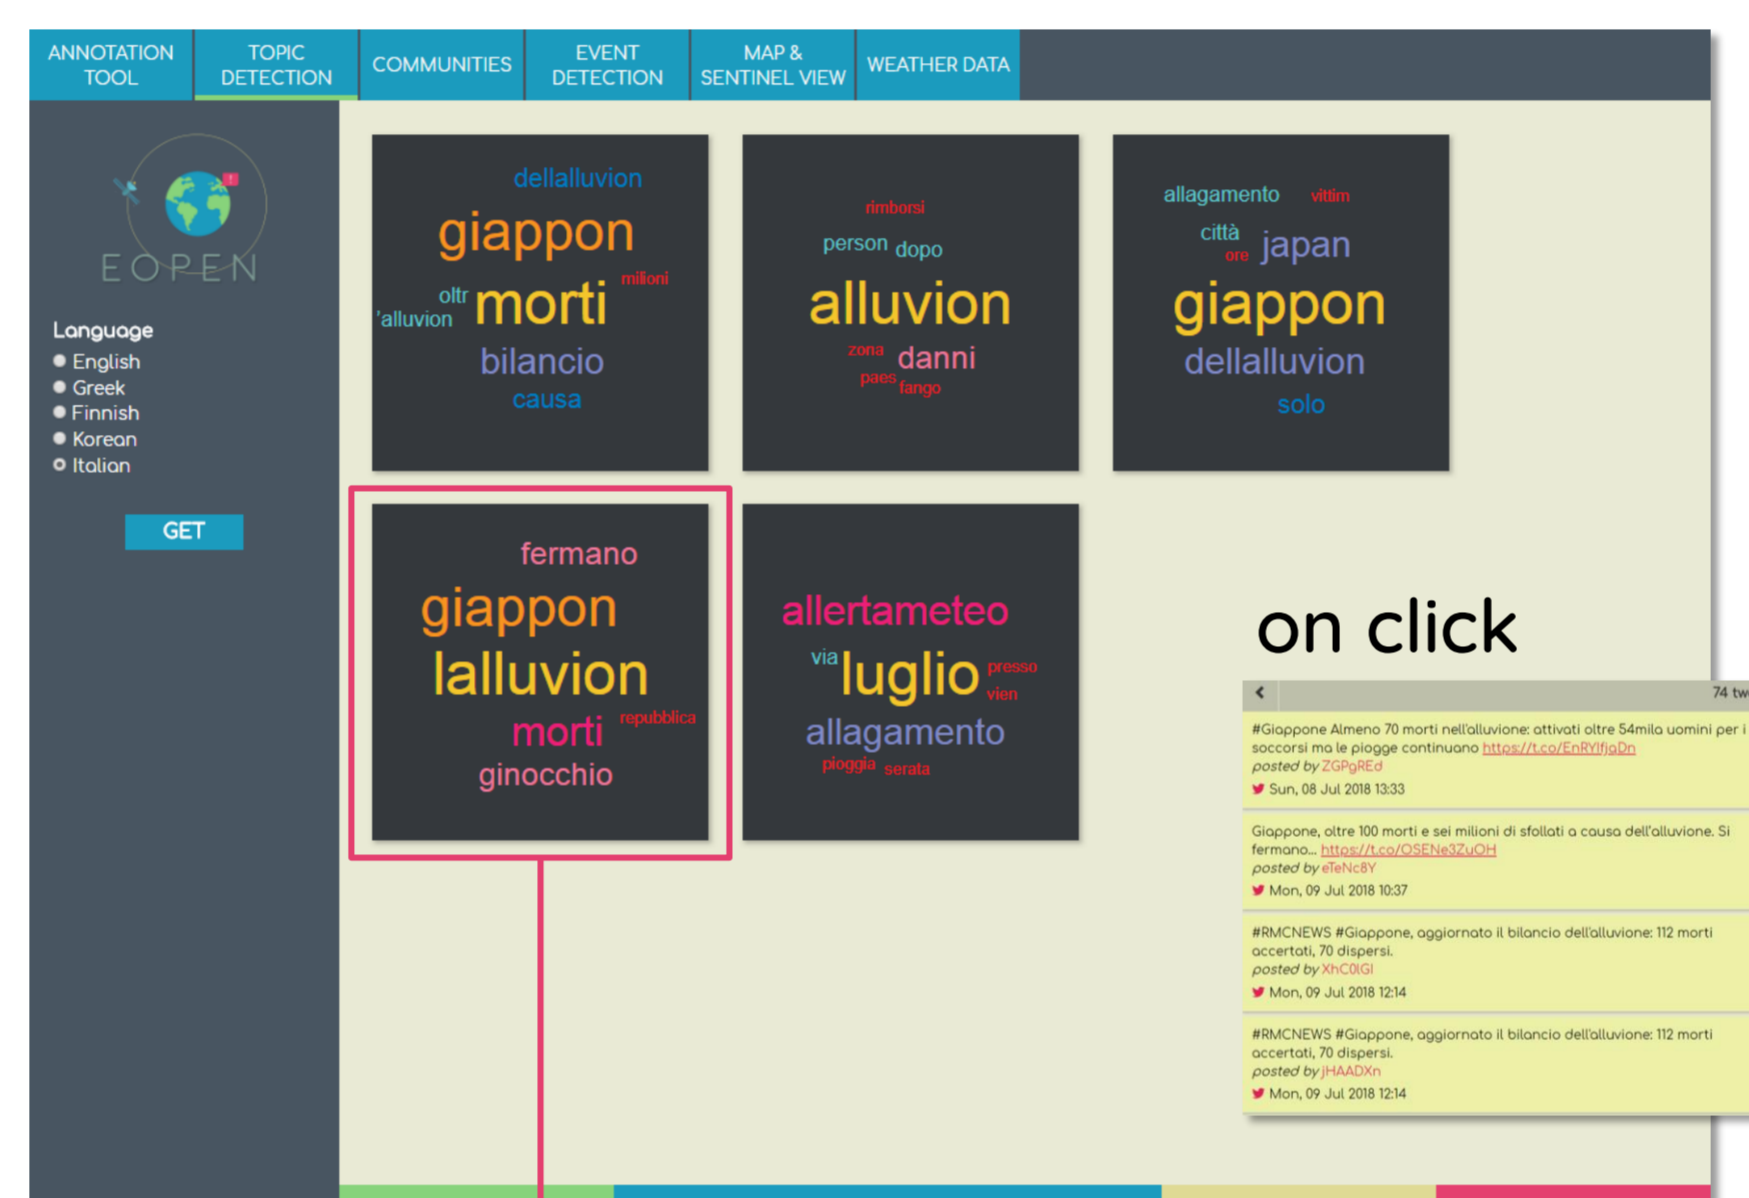 ANNOTATION TOOL
TOPIC DETECTION
COMMUNITIES
EVENT DETECTION
MAP & SENTINEL VIEW
WEATHER DATA
EOPEN
Language
English
Greek
Finnish
Korean
Italian
GET
dellalluvion
giappon
milioni
oltr
morti
'alluvion
bilancio
causa
rimborsi
person dopo
alluvion
zona
danni
paes
fango
allagamento vittim
città
ore
japan
giappon
dellalluvion
solo
fermano
giappon
lalluvion
morti
repubblica
ginocchio
allertameteo
via
luglio
presso
vien
allagamento
pioggia serata
on click
74 tw
#Giappone Almeno 70 morti nell'alluvione: attivati oltre 54mila uomini per i
soccorsi ma le piogge continuano https://t.co/EnRYIfjaDn
posted by ZGPgREd
Sun, 08 Jul 2018 13:33
Giappone, oltre 100 morti e sei milioni di sfollati a causa dell'alluvione. Si
fermano... https://t.co/OSENe3ZuOH
posted by eTeNc8Y
Mon, 09 Jul 2018 10:37
#RMCNEWS #Giappone, aggiornato il bilancio dell'alluvione: 112 morti
accertati, 70 dispersi.
posted by XhC0lGI
Mon, 09 Jul 2018 12:14
#RMCNEWS #Giappone, aggiornato il bilancio dell'alluvione: 112 morti
accertati, 70 dispersi.
posted by jHAADXn
Mon, 09 Jul 2018 12:14